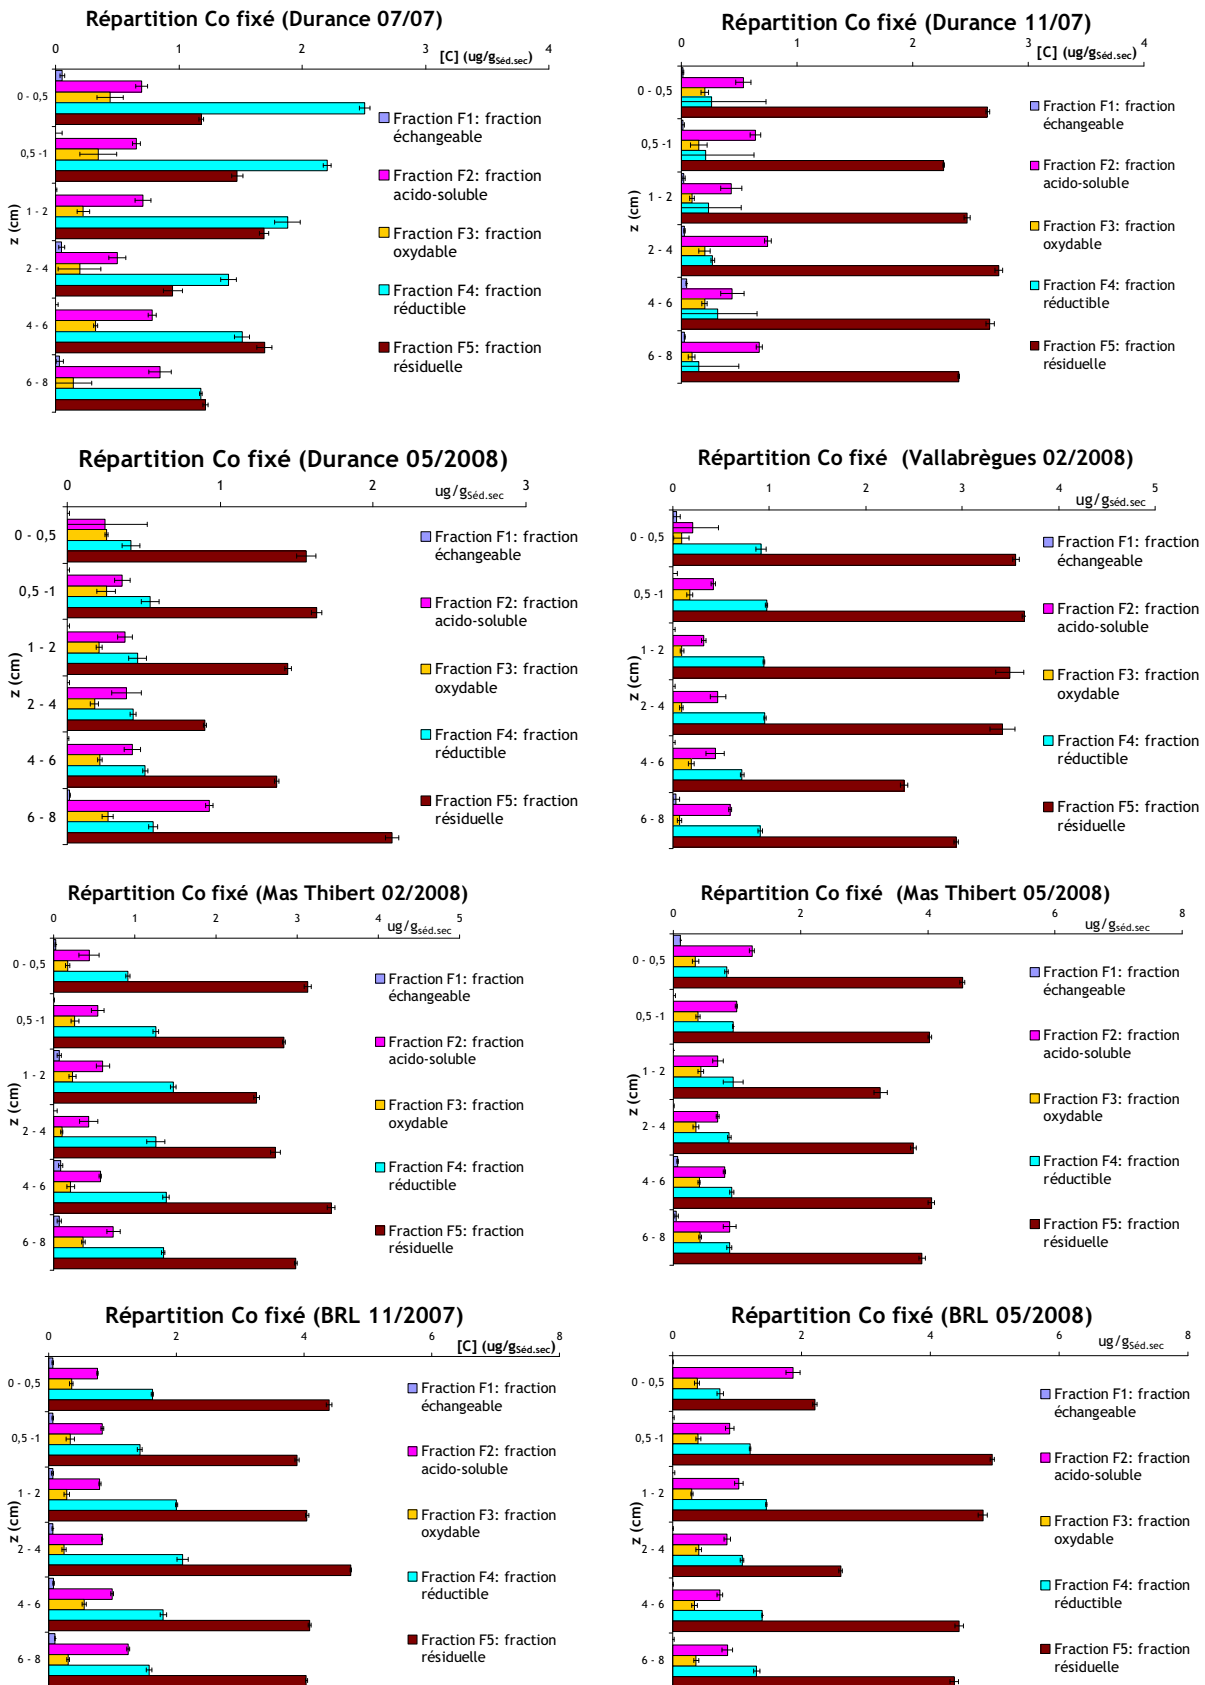 Répartition Co fixé (Durance 07/07)
0 1 2 3 4
[C] (ug/gSéd.sec)
z (cm)
0 - 0,5
0,5 -1
1 - 2
2 - 4
4 - 6
6 - 8
Fraction F1: fraction
échangeable
Fraction F2: fraction
acido-soluble
Fraction F3: fraction
oxydable
Fraction F4: fraction
réductible
Fraction F5: fraction
résiduelle
Répartition Co fixé (Durance 11/07)
0 1 2 3 4
[C] (ug/gSéd.sec)
z (cm)
0 - 0,5
0,5 -1
1 - 2
2 - 4
4 - 6
6 - 8
Fraction F1: fraction
échangeable
Fraction F2: fraction
acido-soluble
Fraction F3: fraction
oxydable
Fraction F4: fraction
réductible
Fraction F5: fraction
résiduelle
Répartition Co fixé (Durance 05/2008)
0 1 2 3
ug/gSéd.sec
z (cm)
0 - 0,5
0,5 -1
1 - 2
2 - 4
4 - 6
6 - 8
Fraction F1: fraction
échangeable
Fraction F2: fraction
acido-soluble
Fraction F3: fraction
oxydable
Fraction F4: fraction
réductible
Fraction F5: fraction
résiduelle
Répartition Co fixé (Vallabrègues 02/2008)
0 1 2 3 4 5
ug/gSéd.sec
z (cm)
0 - 0,5
0,5 -1
1 - 2
2 - 4
4 - 6
6 - 8
Fraction F1: fraction
échangeable
Fraction F2: fraction
acido-soluble
Fraction F3: fraction
oxydable
Fraction F4: fraction
réductible
Fraction F5: fraction
résiduelle
Répartition Co fixé (Mas Thibert 02/2008)
0 1 2 3 4 5
ug/gséd.sec
z (cm)
0 - 0,5
0,5 -1
1 - 2
2 - 4
4 - 6
6 - 8
Fraction F1: fraction
échangeable
Fraction F2: fraction
acido-soluble
Fraction F3: fraction
oxydable
Fraction F4: fraction
réductible
Fraction F5: fraction
résiduelle
Répartition Co fixé (Mas Thibert 05/2008)
0 2 4 6 8
ug/gSéd.sec
z (cm)
0 - 0,5
0,5 -1
1 - 2
2 - 4
4 - 6
6 - 8
Fraction F1: fraction
échangeable
Fraction F2: fraction
acido-soluble
Fraction F3: fraction
oxydable
Fraction F4: fraction
réductible
Fraction F5: fraction
résiduelle
Répartition Co fixé (BRL 11/2007)
0 2 4 6 8
[C] (ug/gSéd.sec)
z (cm)
0 - 0,5
0,5 -1
1 - 2
2 - 4
4 - 6
6 - 8
Fraction F1: fraction
échangeable
Fraction F2: fraction
acido-soluble
Fraction F3: fraction
oxydable
Fraction F4: fraction
réductible
Fraction F5: fraction
résiduelle
Répartition Co fixé (BRL 05/2008)
0 2 4 6 8
ug/gSéd.sec
z (cm)
0 - 0,5
0,5 -1
1 - 2
2 - 4
4 - 6
6 - 8
Fraction F1: fraction
échangeable
Fraction F2: fraction
acido-soluble
Fraction F3: fraction
oxydable
Fraction F4: fraction
réductible
Fraction F5: fraction
résiduelle